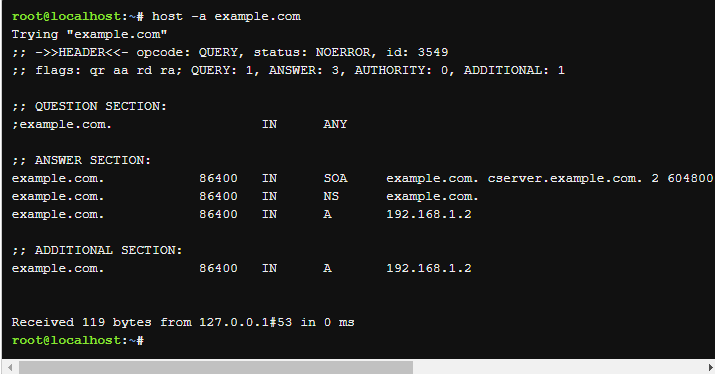 root@localhost:~# host -a example.com
Trying "example.com"
;; ->>HEADER<<- opcode: QUERY, status: NOERROR, id: 3549
;; flags: qr aa rd ra; QUERY: 1, ANSWER: 3, AUTHORITY: 0, ADDITIONAL: 1
;; QUESTION SECTION:
;example.com. IN ANY
;; ANSWER SECTION:
example.com. 86400 IN SOA example.com. cserver.example.com. 2 604800
example.com. 86400 IN NS example.com.
example.com. 86400 IN A 192.168.1.2
;; ADDITIONAL SECTION:
example.com. 86400 IN A 192.168.1.2
Received 119 bytes from 127.0.0.1#53 in 0 ms
root@localhost:~#